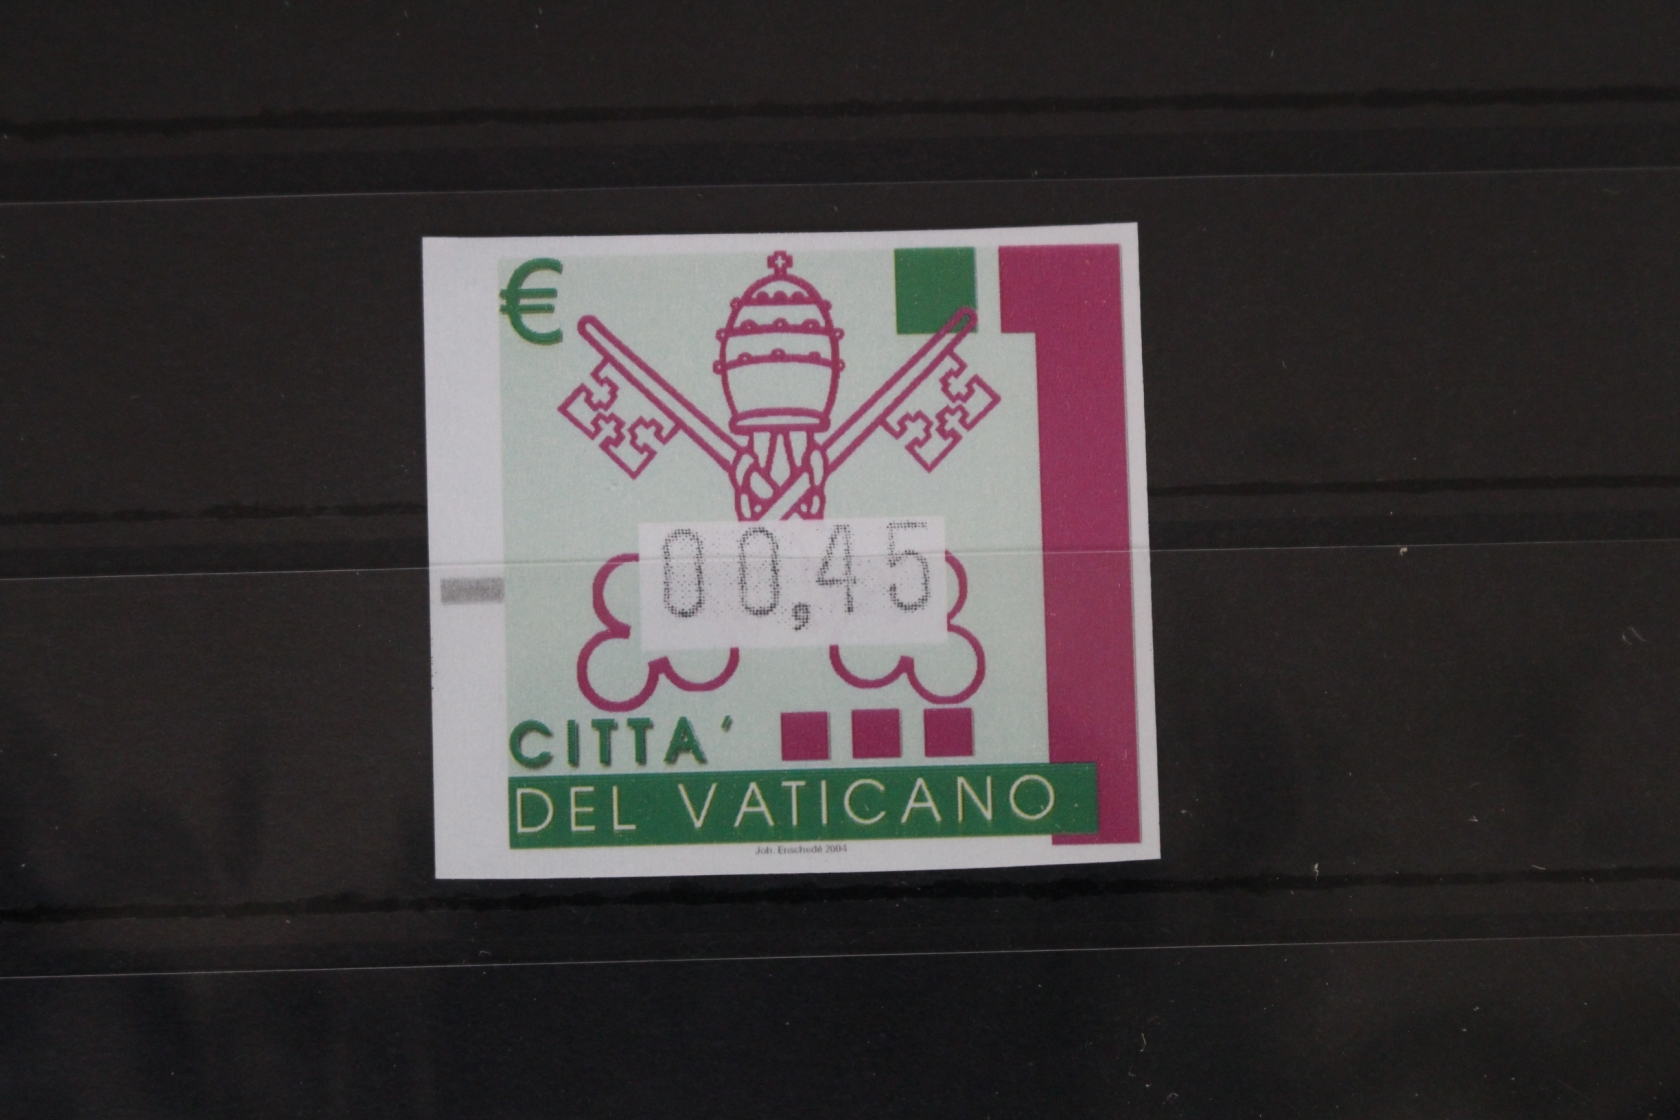 €
00,45
CITTA'
DEL VATICANO
Joh. Enschedé 2004